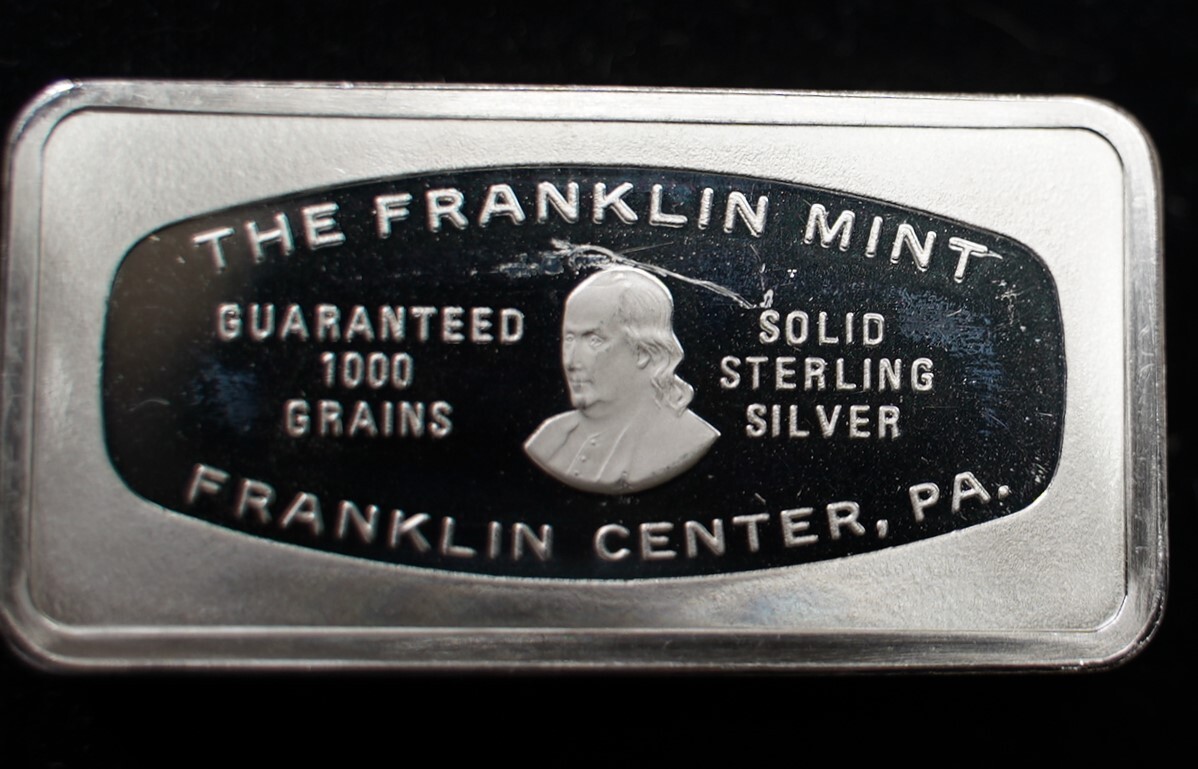 THE FRANKLIN MINT
GUARANTEED
1000
GRAINS
SOLID
STERLING
SILVER
FRANKLIN CENTER, PA.